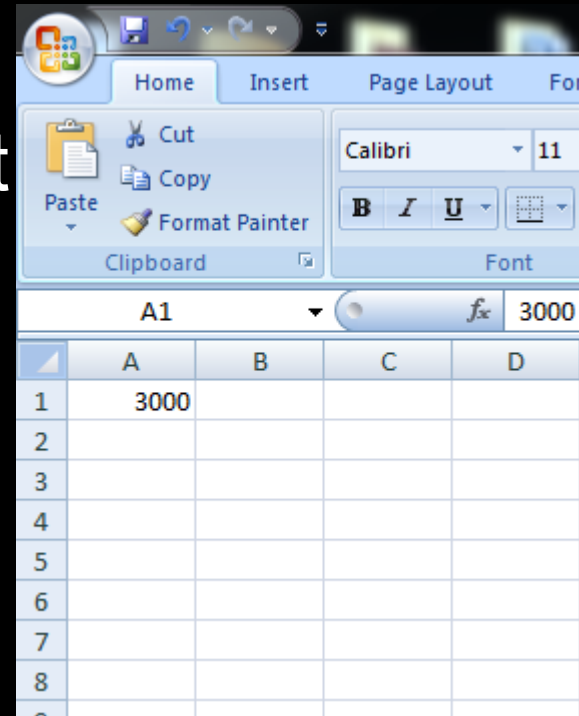 Home Insert Page Layout
t
Cut
Calibri 11
Copy
Paste
Format Painter
B I U
Clipboard Font
A1 fx 3000
A B C D
1 3000
2
3
4
5
6
7
8